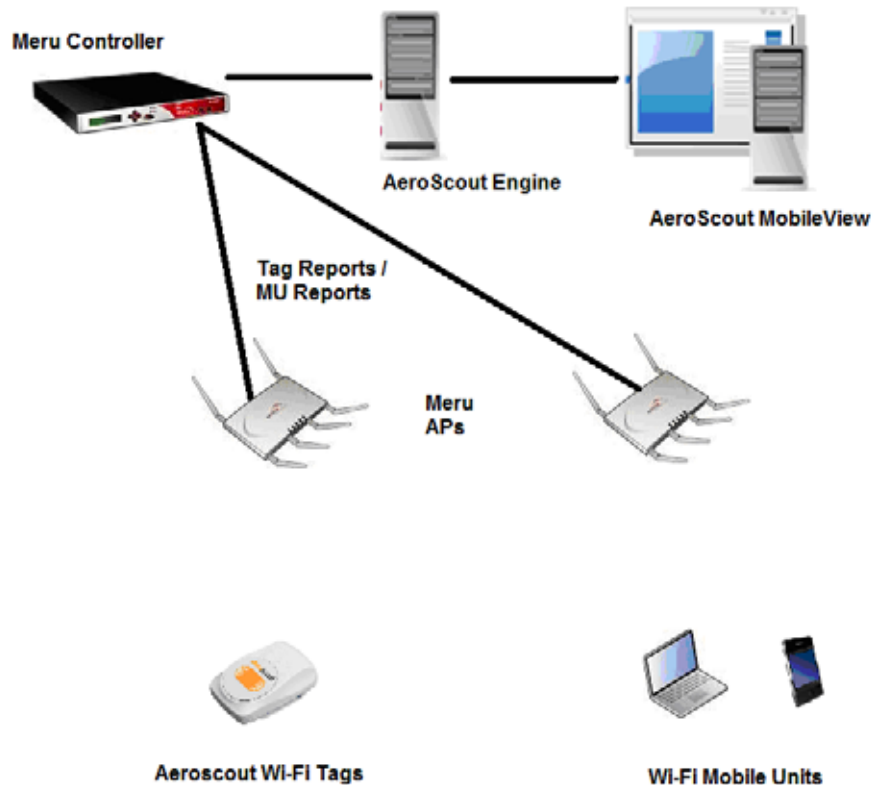 Meru Controller
AeroScout Engine
AeroScout MobileView
Tag Reports /
MU Reports
Meru
APs
Aeroscout Wi-Fi Tags
Wi-Fi Mobile Units